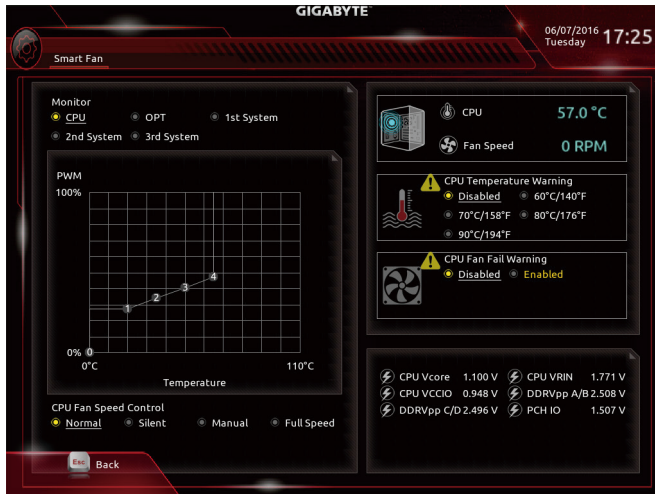 GIGABYTE
06/07/2016 17:25
Tuesday
Smart Fan
Monitor
CPU OPT 1st System
2nd System 3rd System
PWM
100%
4
3
2
1
0% 0
0°C 110°C
Temperature
CPU Fan Speed Control
Normal Silent Manual Full Speed
Esc Back
CPU 57.0 °C
Fan Speed 0 RPM
CPU Temperature Warning
Disabled 60°C/140°F
70°C/158°F 80°C/176°F
90°C/194°F
CPU Fan Fail Warning
Disabled Enabled
CPU Vcore 1.100 V CPU VRIN 1.771 V
CPU VCCIO 0.948 V DDRVpp A/B 2.508 V
DDRVpp C/D 2.496 V PCH IO 1.507 V